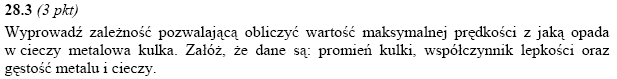 28.3 (3 pkt)
Wyprowadź zależność pozwalającą obliczyć wartość maksymalnej prędkości z jaką opada
w cieczy metalowa kulka. Załóż, że dane są: promień kulki, współczynnik lepkości oraz
gęstość metalu i cieczy.